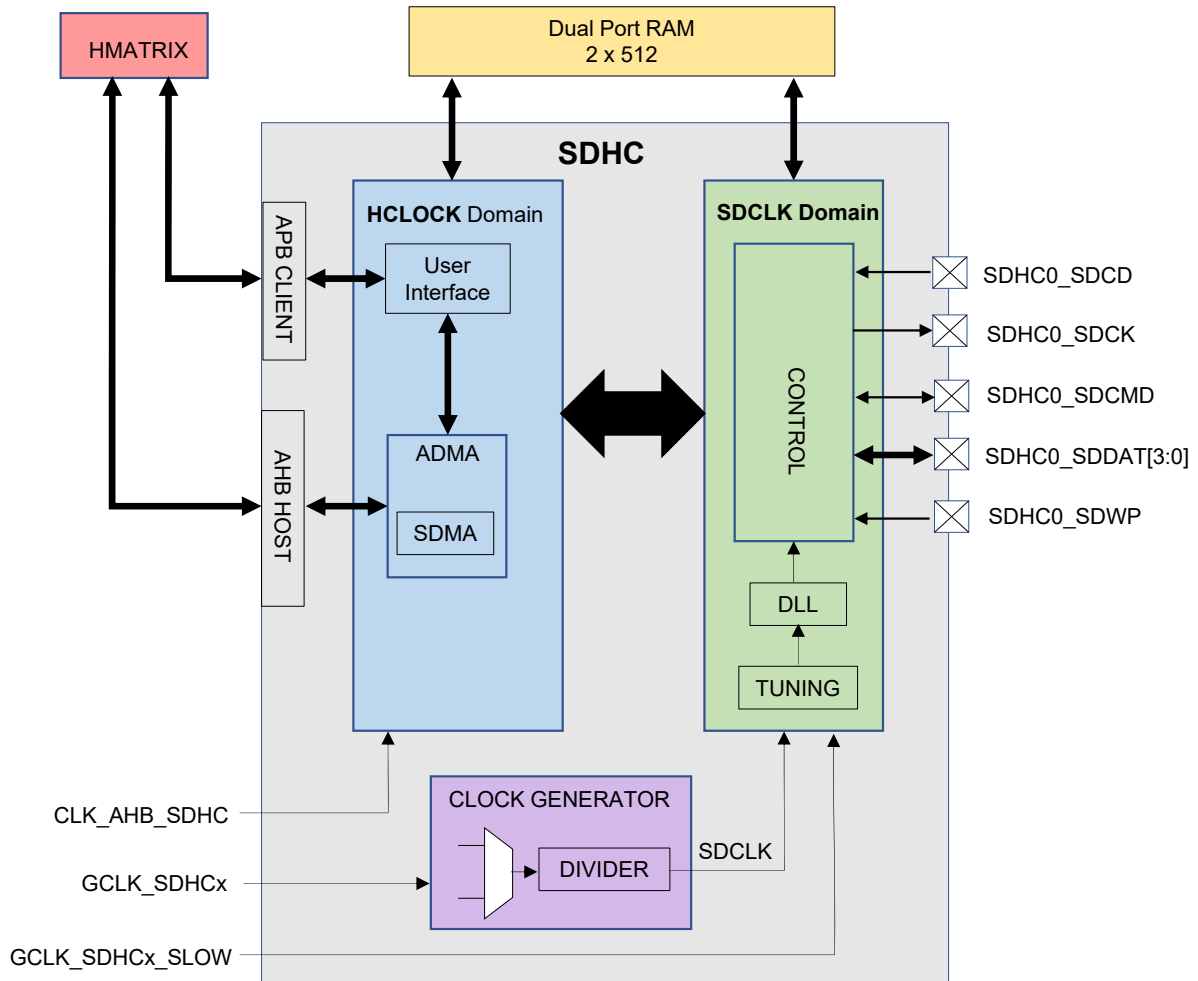 HMATRIX
Dual Port RAM
2 x 512
SDHC
HCLOCK Domain
SDCLK Domain
APB CLIENT
User
Interface
SDHC0_SDCD
SDHC0_SDCK
CONTROL
SDHC0_SDCMD
AHB HOST
ADMA
SDHC0_SDDAT[3:0]
SDMA
SDHC0_SDWP
DLL
TUNING
CLK_AHB_SDHC
CLOCK GENERATOR
SDCLK
GCLK_SDHCx
DIVIDER
GCLK_SDHCx_SLOW